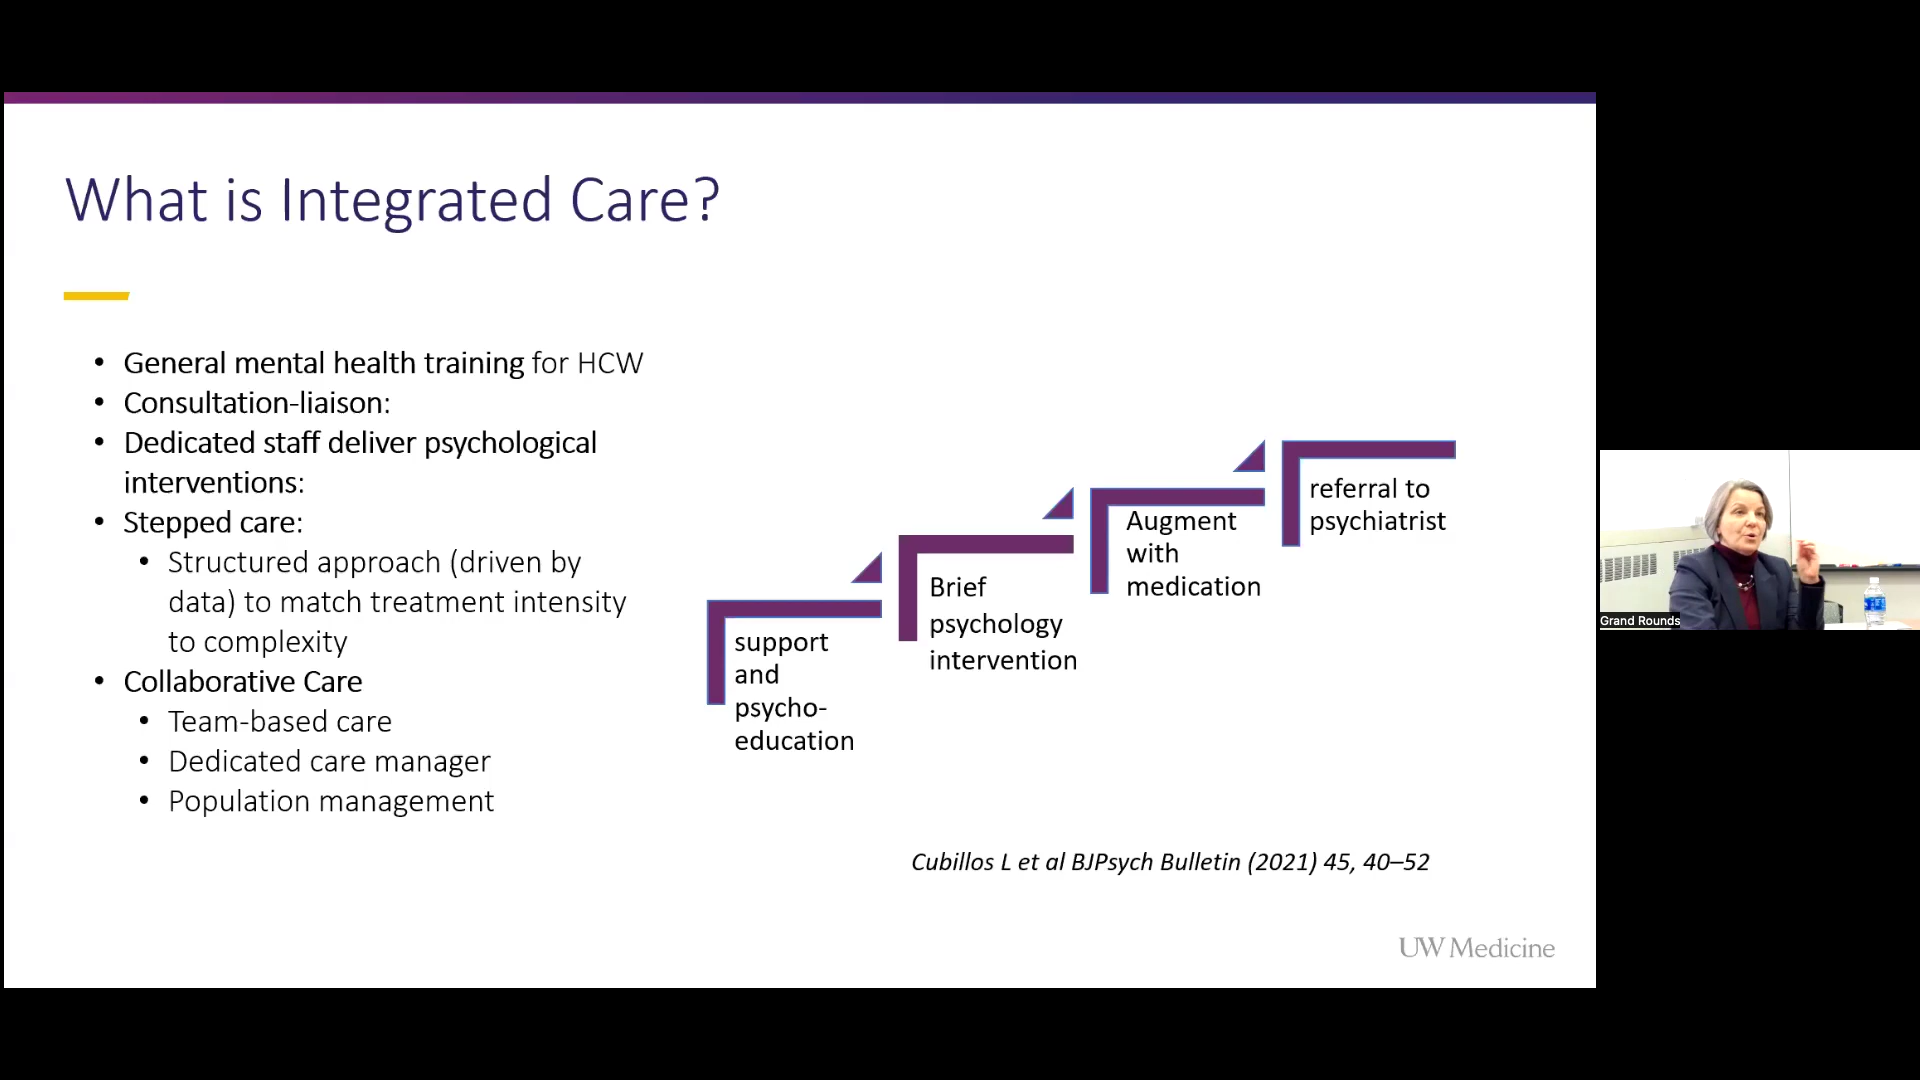 What is Integrated Care?
• General mental health training for HCW
• Consultation-liaison:
• Dedicated staff deliver psychological
interventions:
• Stepped care:
• Structured approach (driven by
data) to match treatment intensity
to complexity
• Collaborative Care
• Team-based care
• Dedicated care manager
• Population management
support
and
psycho-
education
Brief
psychology
intervention
Augment
with
medication
referral to
psychiatrist
Cubillos L et al BJPsych Bulletin (2021) 45, 40–52
UW Medicine
Grand Rounds